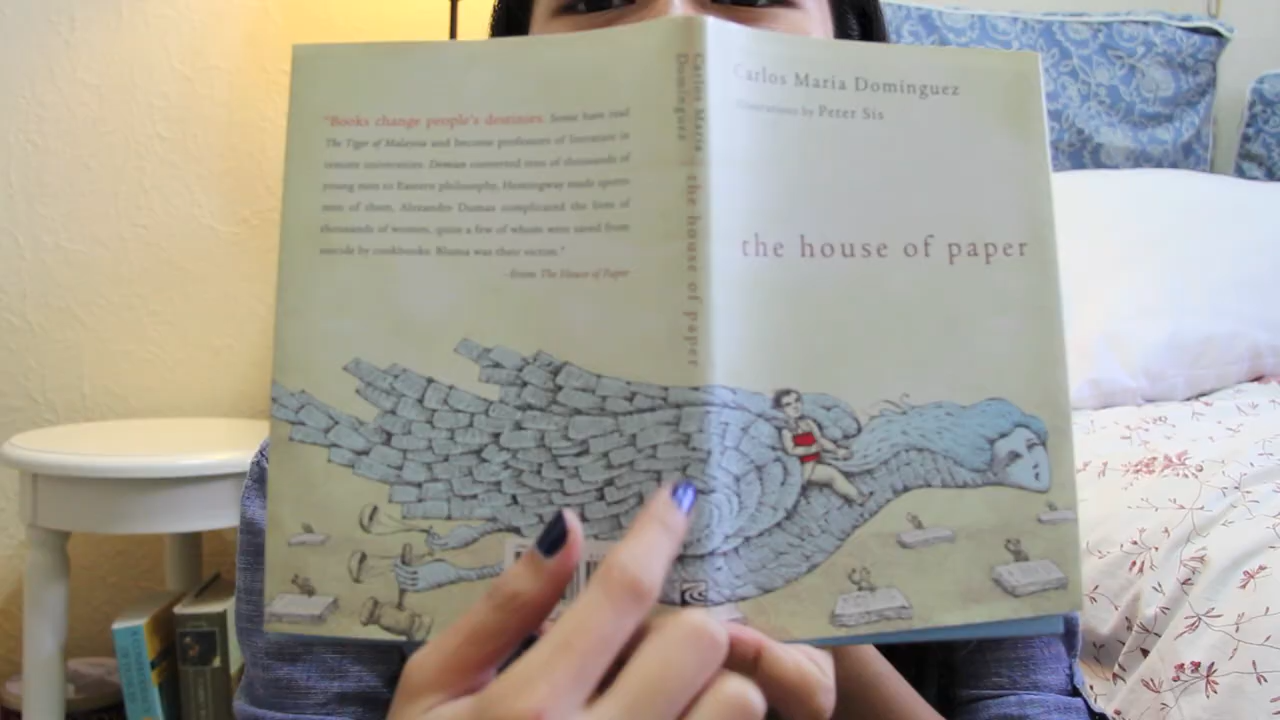 "Books change people's destinies. Some have read
The Tiger of Malaysia and become professors of literature in
remote universities. Demian converted tens of thousands of
young men to Eastern philosophy, Hemingway made sports
men of them, Alexandre Dumas complicated the lives of
thousands of women, quite a few of whom were saved from
suicide by cookbooks. Bluma was their victim."
–from The House of Paper
Carlos María
Domínguez
the house of paper
Carlos María Domínguez
illustrations by Peter Sís
the house of paper